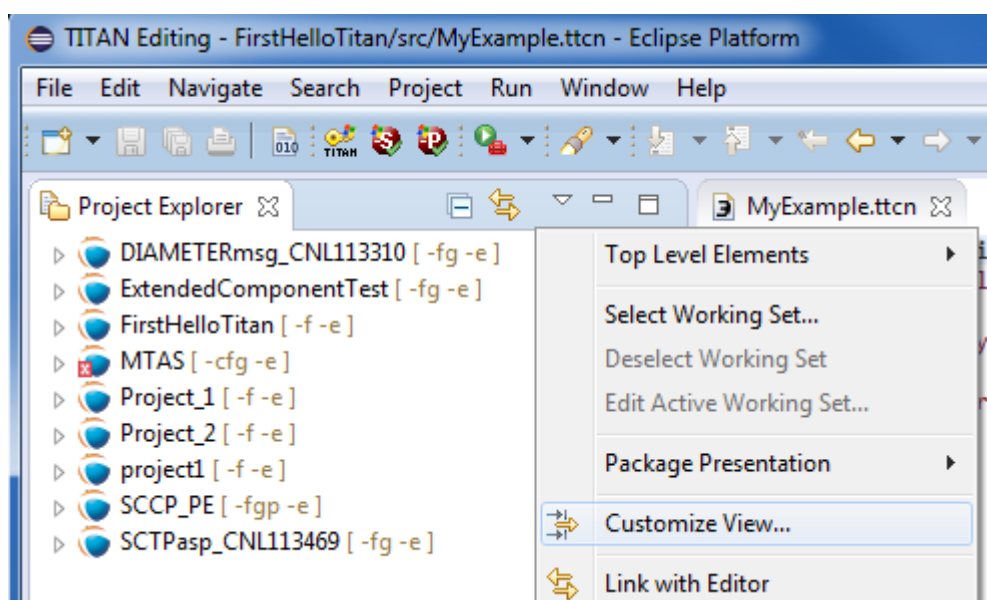 TITAN Editing - FirstHelloTitan/src/MyExample.ttcn - Eclipse Platform
File Edit Navigate Search Project Run Window Help
010 TITAN S P
Project Explorer MyExample.ttcn
DIAMETERmsg_CNL113310 [ -fg -e ]
ExtendedComponentTest [ -fg -e ]
FirstHelloTitan [ -f -e ]
MTAS [ -cfg -e ]
Project_1 [ -f -e ]
Project_2 [ -f -e ]
project1 [ -f -e ]
SCCP_PE [ -fgp -e ]
SCTPasp_CNL113469 [ -fg -e ]
Top Level Elements
Select Working Set...
Deselect Working Set
Edit Active Working Set...
Package Presentation
Customize View...
Link with Editor